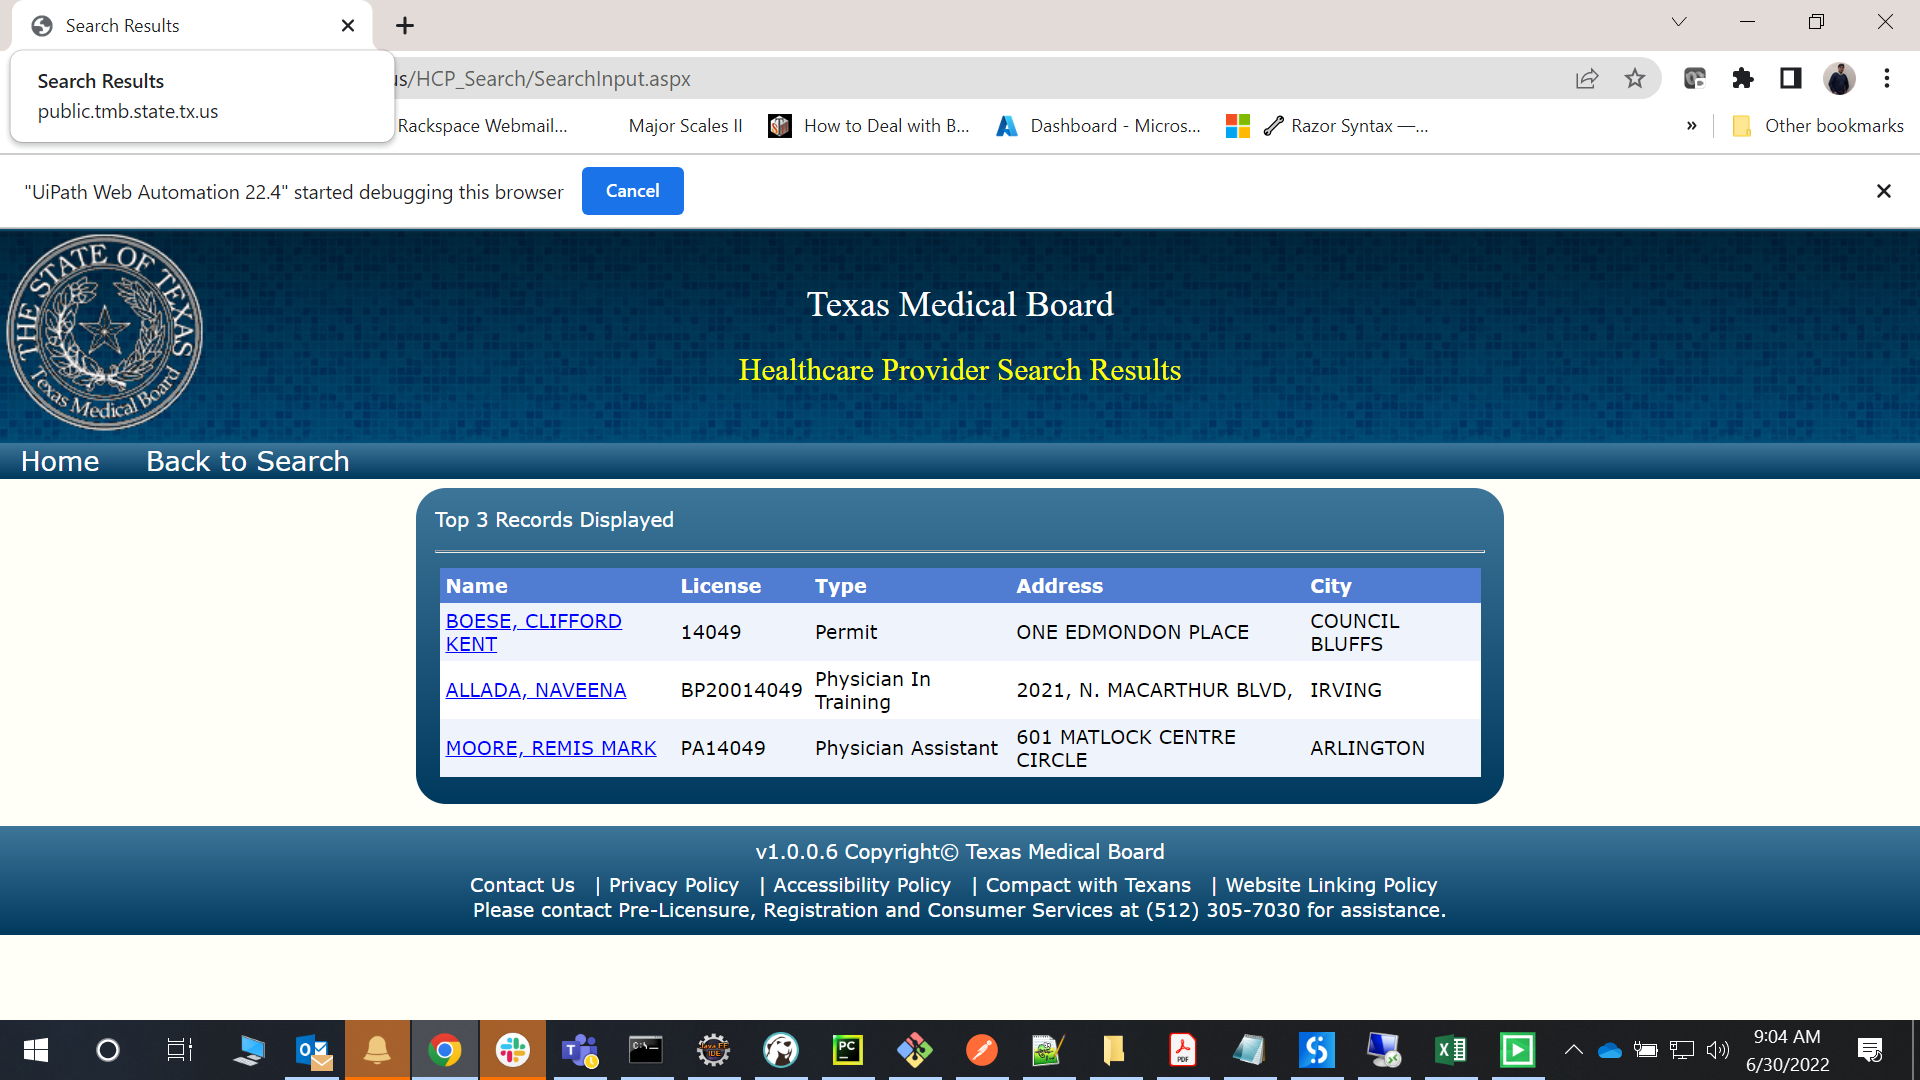 Search Results
Search Results
public.tmb.state.tx.us
us/HCP_Search/SearchInput.aspx
Rackspace Webmail...
Major Scales II
How to Deal with B...
Dashboard - Micros...
Razor Syntax —...
»
Other bookmarks
"UiPath Web Automation 22.4" started debugging this browser
Cancel
THE STATE OF TEXAS
Texas Medical Board
Texas Medical Board
Healthcare Provider Search Results
Home
Back to Search
Top 3 Records Displayed
Name License Type Address City
BOESE, CLIFFORD
KENT
14049
Permit
ONE EDMONDON PLACE
COUNCIL
BLUFFS
ALLADA, NAVEENA
BP20014049
Physician In
Training
2021, N. MACARTHUR BLVD,
IRVING
MOORE, REMIS MARK
PA14049
Physician Assistant
601 MATLOCK CENTRE
CIRCLE
ARLINGTON
v1.0.0.6 Copyright© Texas Medical Board
Contact Us | Privacy Policy | Accessibility Policy | Compact with Texans | Website Linking Policy
Please contact Pre-Licensure, Registration and Consumer Services at (512) 305-7030 for assistance.
9:04 AM
6/30/2022